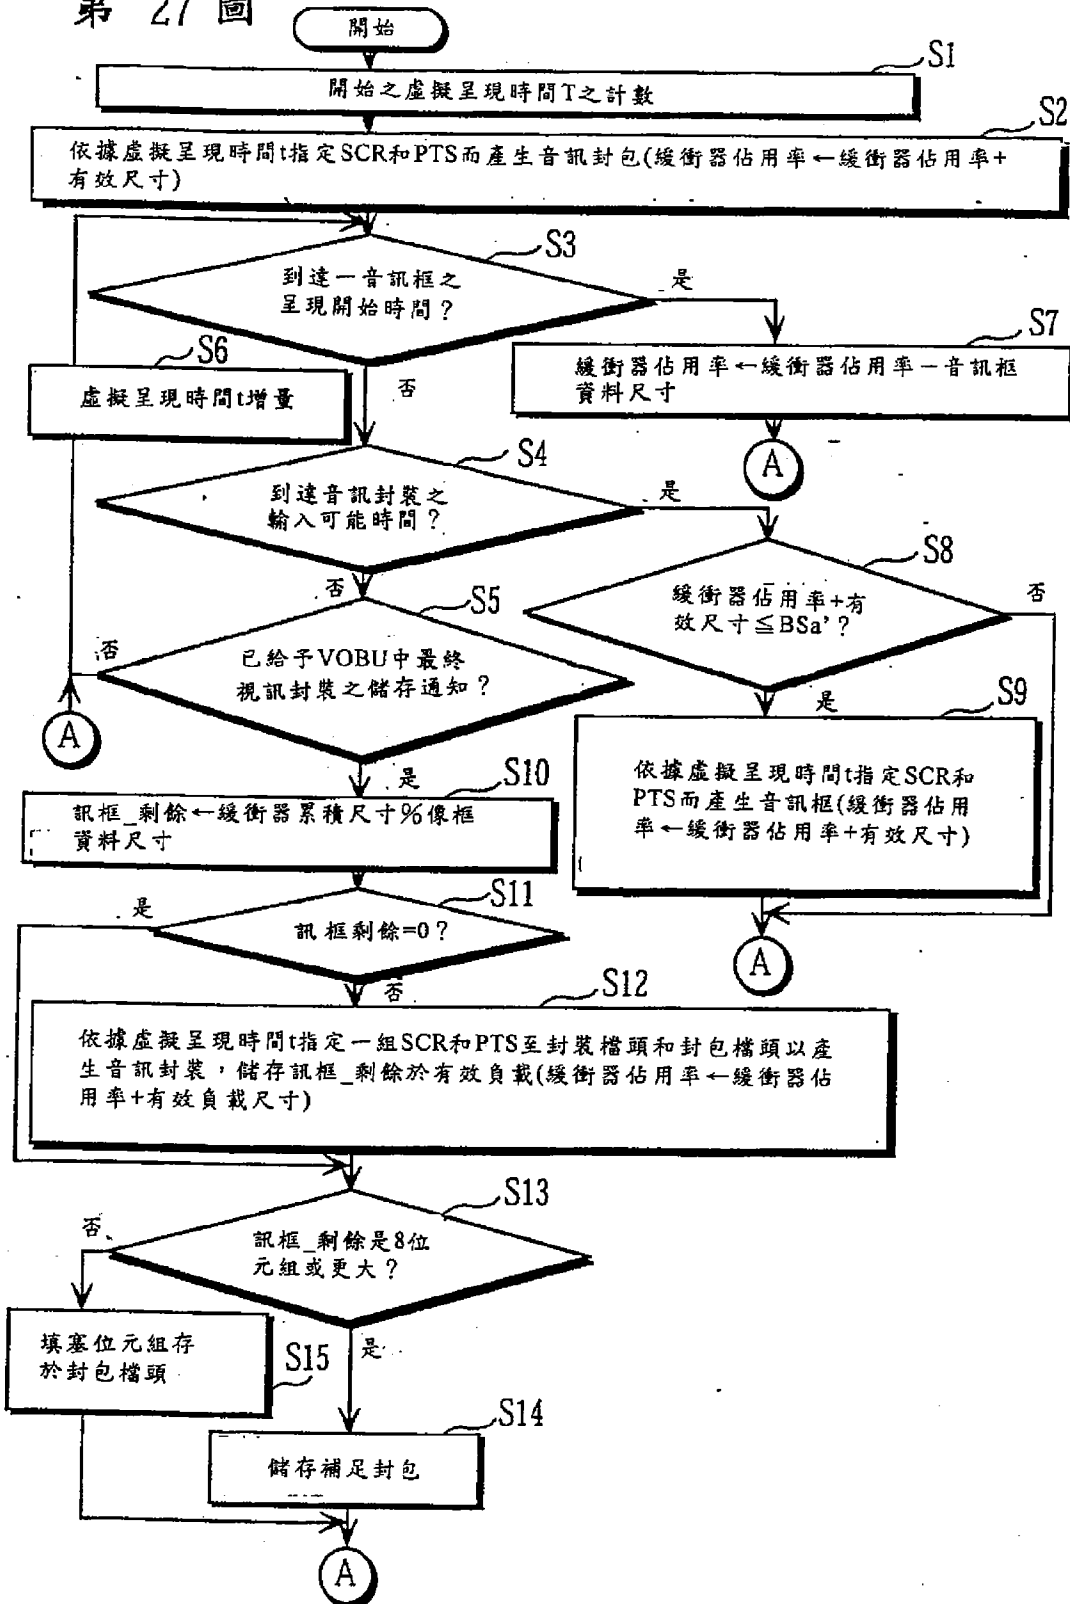 第 27 圖
開始
S1
開始之虛擬呈現時間T之計數
S2
依據虛擬呈現時間t指定SCR和PTS而產生音訊封包(緩衝器佔用率←緩衝器佔用率+
有效尺寸)
S3
到達一音訊框之
呈現開始時間？
是
S7
緩衝器佔用率←緩衝器佔用率－音訊框
資料尺寸
A
S6
虛擬呈現時間t增量
否
S4
到達音訊封裝之
輸入可能時間？
是
S8
緩衝器佔用率+有
效尺寸≦BSa'？
否
否
S5
已給予VOBU中最終
視訊封裝之儲存通知？
否
A
是
S9
依據虛擬呈現時間t指定SCR和
PTS而產生音訊框(緩衝器佔用
率←緩衝器佔用率+有效尺寸)
A
是
S10
訊框_剩餘←緩衝器累積尺寸%像框
資料尺寸
S11
訊框剩餘=0？
是
否
S12
依據虛擬呈現時間t指定一組SCR和PTS至封裝檔頭和封包檔頭以產
生音訊封裝，儲存訊框_剩餘於有效負載(緩衝器佔用率←緩衝器佔
用率+有效負載尺寸)
S13
訊框_剩餘是8位
元組或更大？
否
是
填塞位元組存
於封包檔頭
S15
S14
儲存補足封包
A